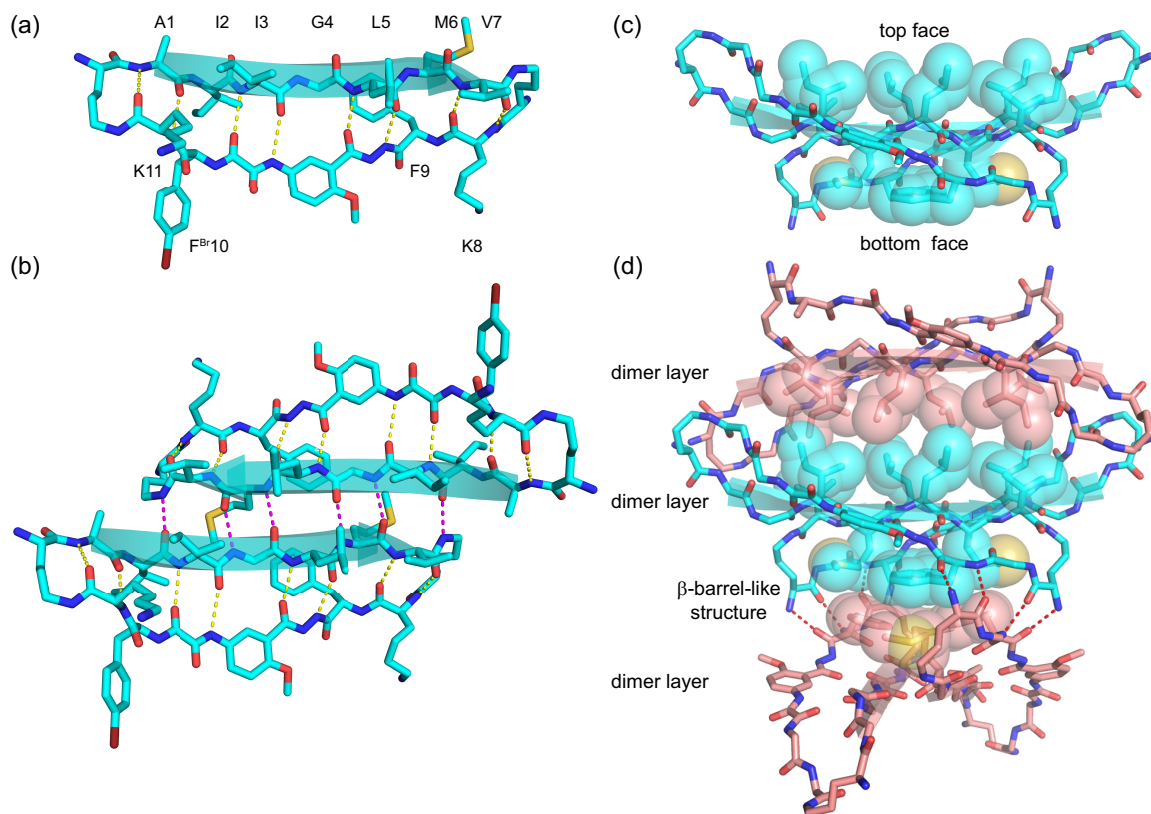 (a)
A1 I2 I3 G4 L5 M6 V7
K11 F9
F^Br10 K8
(b)
(c)
top face
bottom face
(d)
dimer layer
dimer layer
β-barrel-like
structure
dimer layer